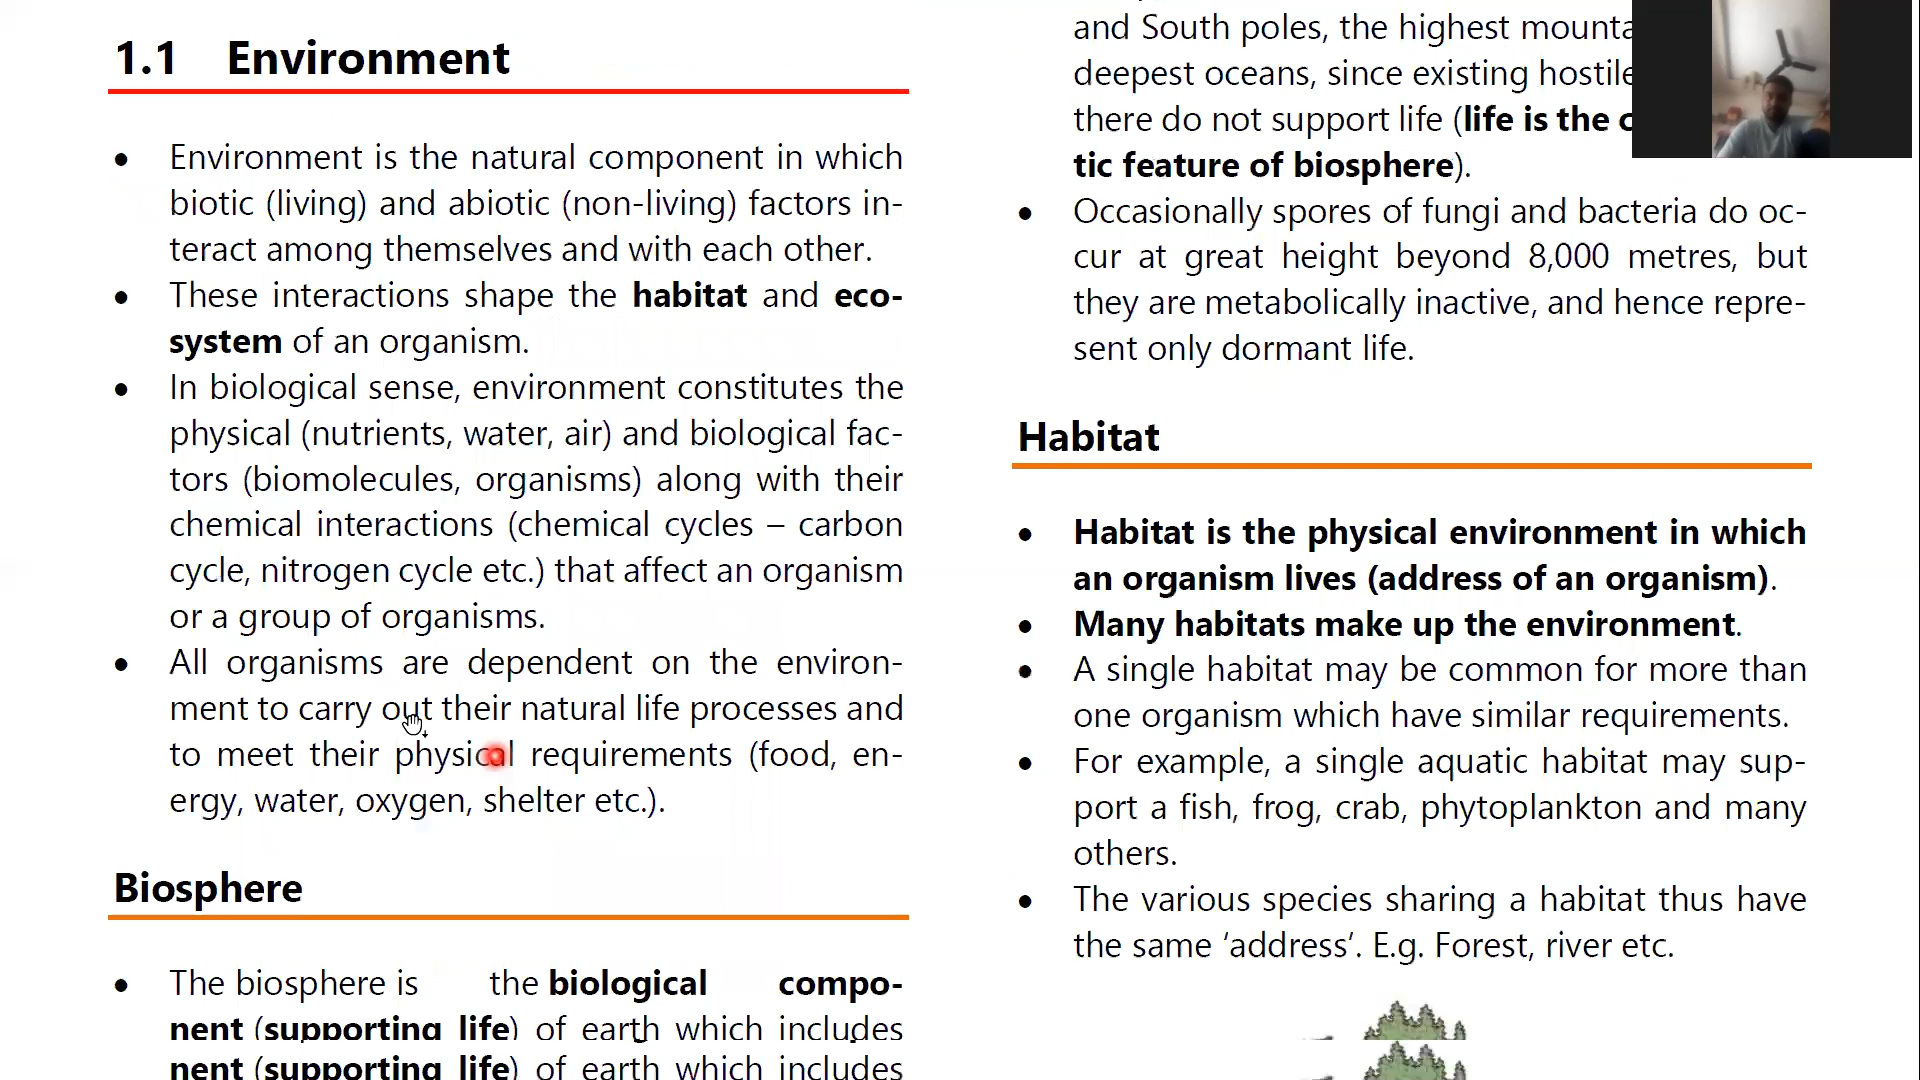 1.1 Environment
• Environment is the natural component in which
biotic (living) and abiotic (non-living) factors in-
teract among themselves and with each other.
• These interactions shape the habitat and eco-
system of an organism.
• In biological sense, environment constitutes the
physical (nutrients, water, air) and biological fac-
tors (biomolecules, organisms) along with their
chemical interactions (chemical cycles – carbon
cycle, nitrogen cycle etc.) that affect an organism
or a group of organisms.
• All organisms are dependent on the environ-
ment to carry out their natural life processes and
to meet their physical requirements (food, en-
ergy, water, oxygen, shelter etc.).
Biosphere
• The biosphere is the biological compo-
nent (supporting life) of earth which includes
nent (supporting life) of earth which includes
and South poles, the highest
deepest oceans, since existing hostile
there do not support life (life is the
tic feature of biosphere).
• Occasionally spores of fungi and bacteria do oc-
cur at great height beyond 8,000 metres, but
they are metabolically inactive, and hence repre-
sent only dormant life.
Habitat
• Habitat is the physical environment in which
an organism lives (address of an organism).
• Many habitats make up the environment.
• A single habitat may be common for more than
one organism which have similar requirements.
• For example, a single aquatic habitat may sup-
port a fish, frog, crab, phytoplankton and many
others.
• The various species sharing a habitat thus have
the same ‘address’. E.g. Forest, river etc.